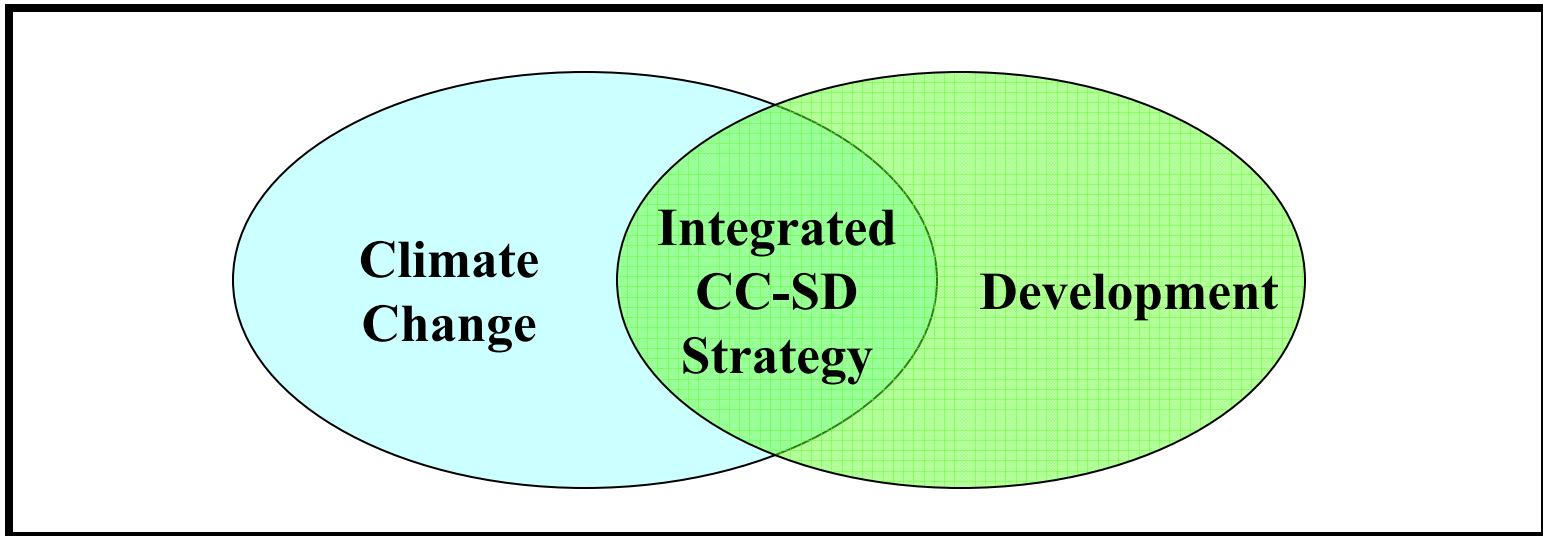 Climate
Change
Integrated
CC-SD
Strategy
Development